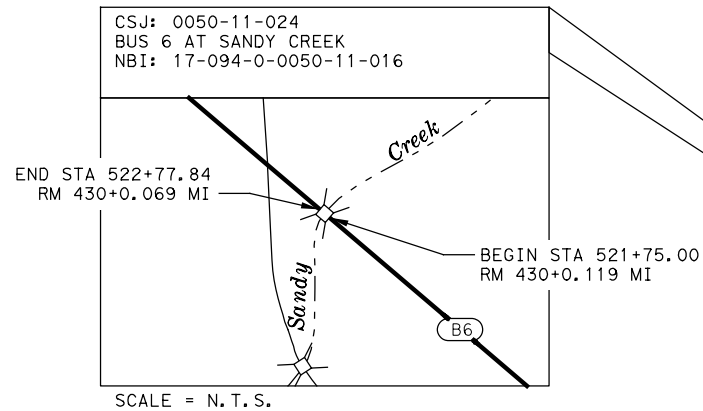 CSJ: 0050-11-024
BUS 6 AT SANDY CREEK
NBI: 17-094-0-0050-11-016
Creek
END STA 522+77.84
RM 430+0.069 MI
BEGIN STA 521+75.00
RM 430+0.119 MI
Sandy
B6
SCALE = N.T.S.